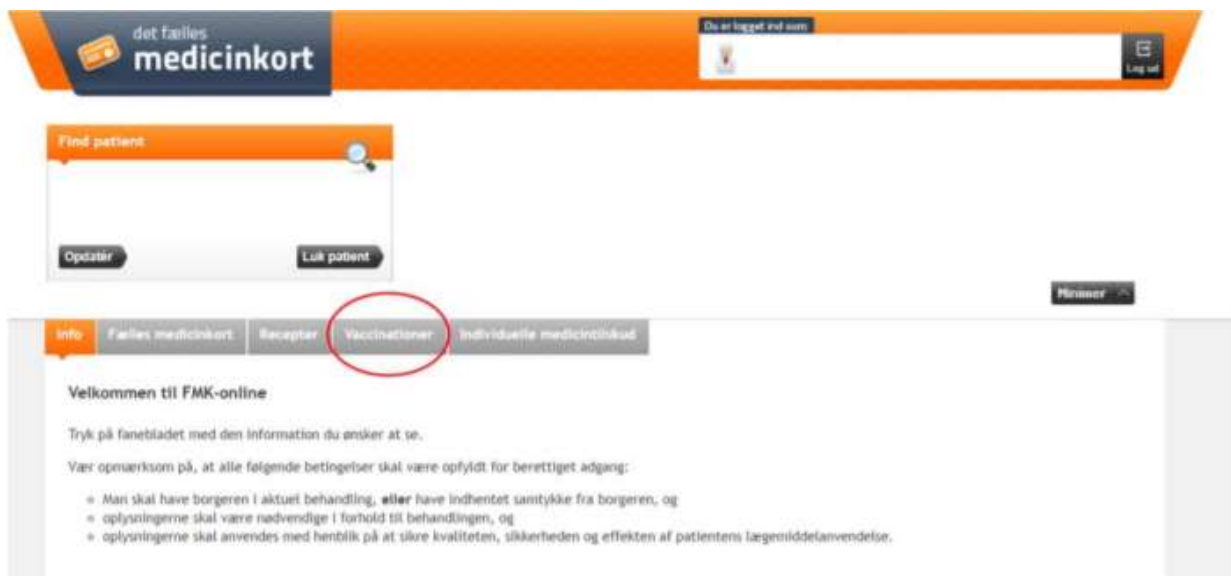 det fælles
medicinkort
Du er logget ind som:
Log ud
Find patient
Opdatér
Luk patient
Minimer
Info
Fælles medicinkort
Recepter
Vaccinationer
Individuelle medicintilskud
Velkommen til FMK-online
Tryk på fanebladet med den information du ønsker at se.
Vær opmærksom på, at alle følgende betingelser skal være opfyldt for berettiget adgang:
Man skal have borgeren i aktuel behandling, eller have indhentet samtykke fra borgeren, og
oplysningerne skal være nødvendige i forhold til behandlingen, og
oplysningerne skal anvendes med henblik på at sikre kvaliteten, sikkerheden og effekten af patientens lægemiddelanvendelse.